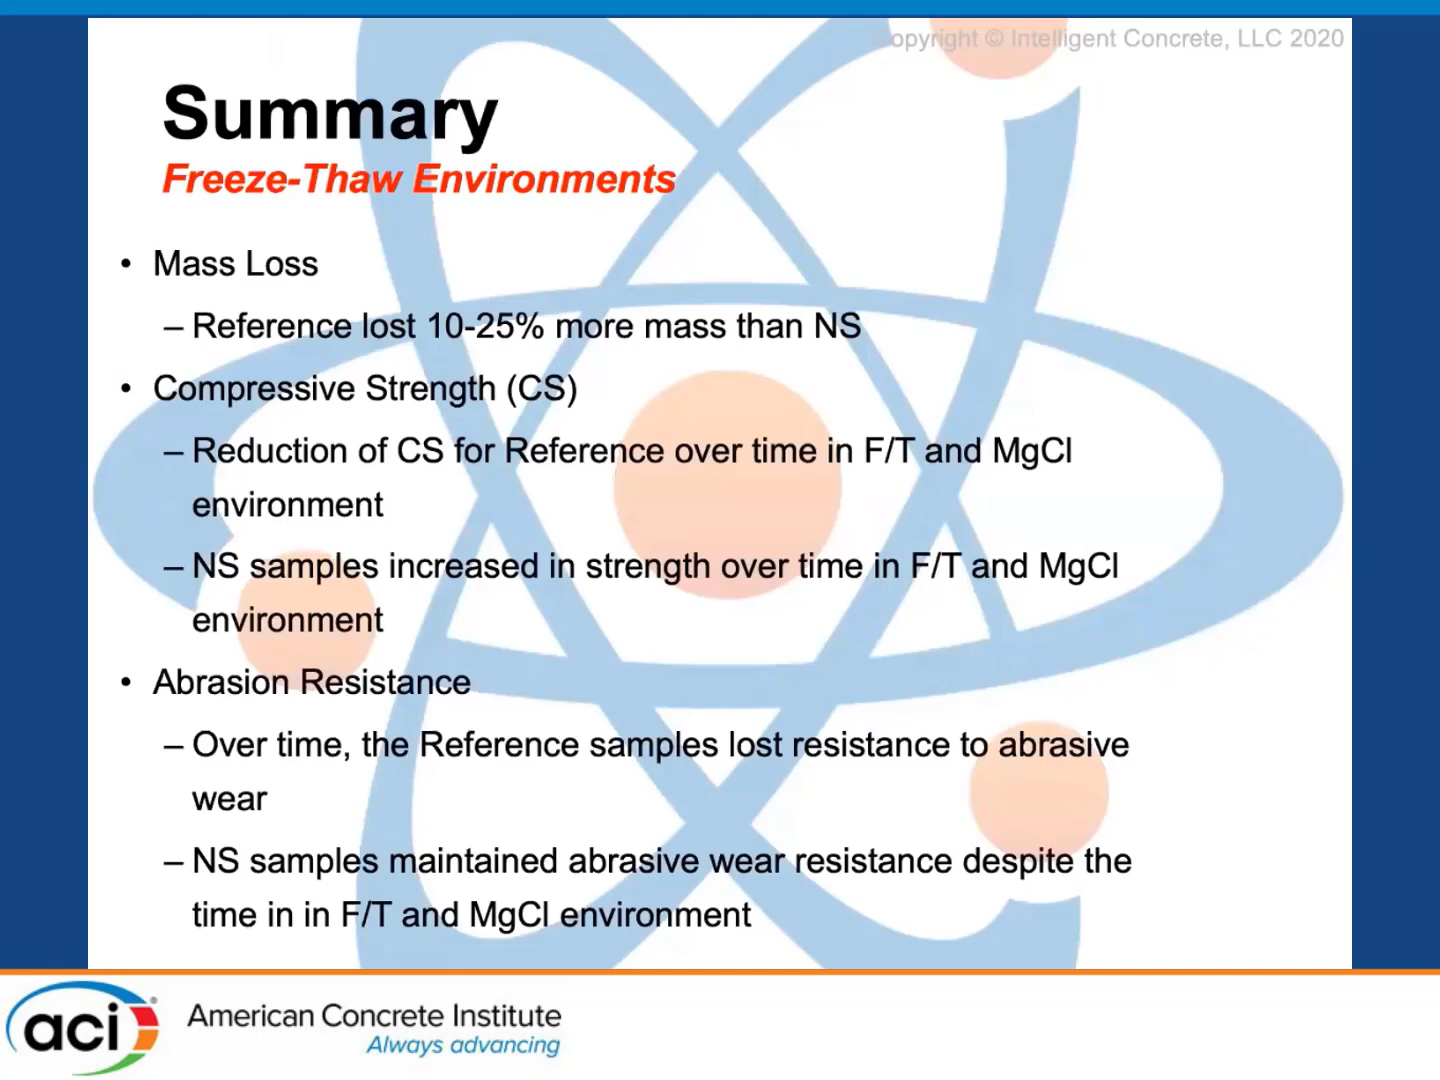 opyright © Intelligent Concrete, LLC 2020
Summary
Freeze-Thaw Environments
• Mass Loss
– Reference lost 10-25% more mass than NS
• Compressive Strength (CS)
– Reduction of CS for Reference over time in F/T and MgCl
environment
– NS samples increased in strength over time in F/T and MgCl
environment
• Abrasion Resistance
– Over time, the Reference samples lost resistance to abrasive
wear
– NS samples maintained abrasive wear resistance despite the
time in in F/T and MgCl environment
aci
American Concrete Institute
Always advancing